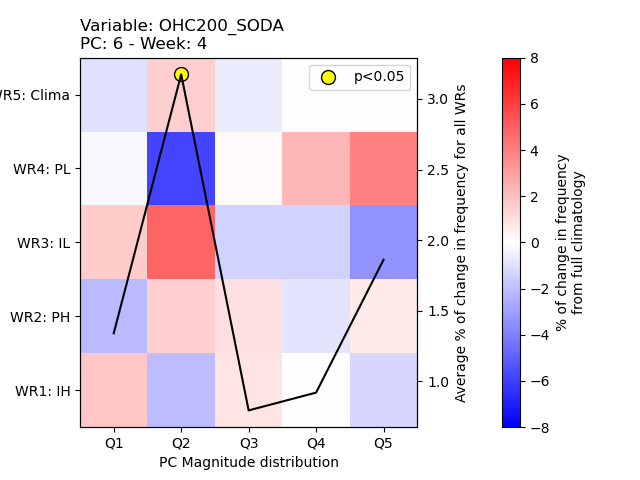 Variable: OHC200_SODA
PC: 6 - Week: 4
p<0.05
WR5: Clima
WR4: PL
WR3: IL
WR2: PH
WR1: IH
Q1 Q2 Q3 Q4 Q5
PC Magnitude distribution
3.0
2.5
2.0
1.5
1.0
Average % of change in frequency for all WRs
8
6
4
2
0
−2
−4
−6
−8
% of change in frequency
from full climatology